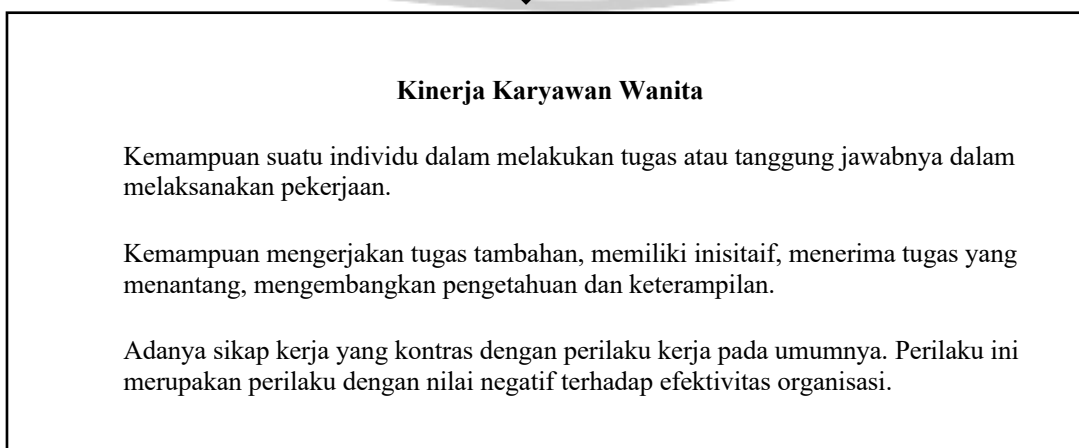 Kinerja Karyawan Wanita
Kemampuan suatu individu dalam melakukan tugas atau tanggung jawabnya dalam
melaksanakan pekerjaan.
Kemampuan mengerjakan tugas tambahan, memiliki inisitaif, menerima tugas yang
menantang, mengembangkan pengetahuan dan keterampilan.
Adanya sikap kerja yang kontras dengan perilaku kerja pada umumnya. Perilaku ini
merupakan perilaku dengan nilai negatif terhadap efektivitas organisasi.